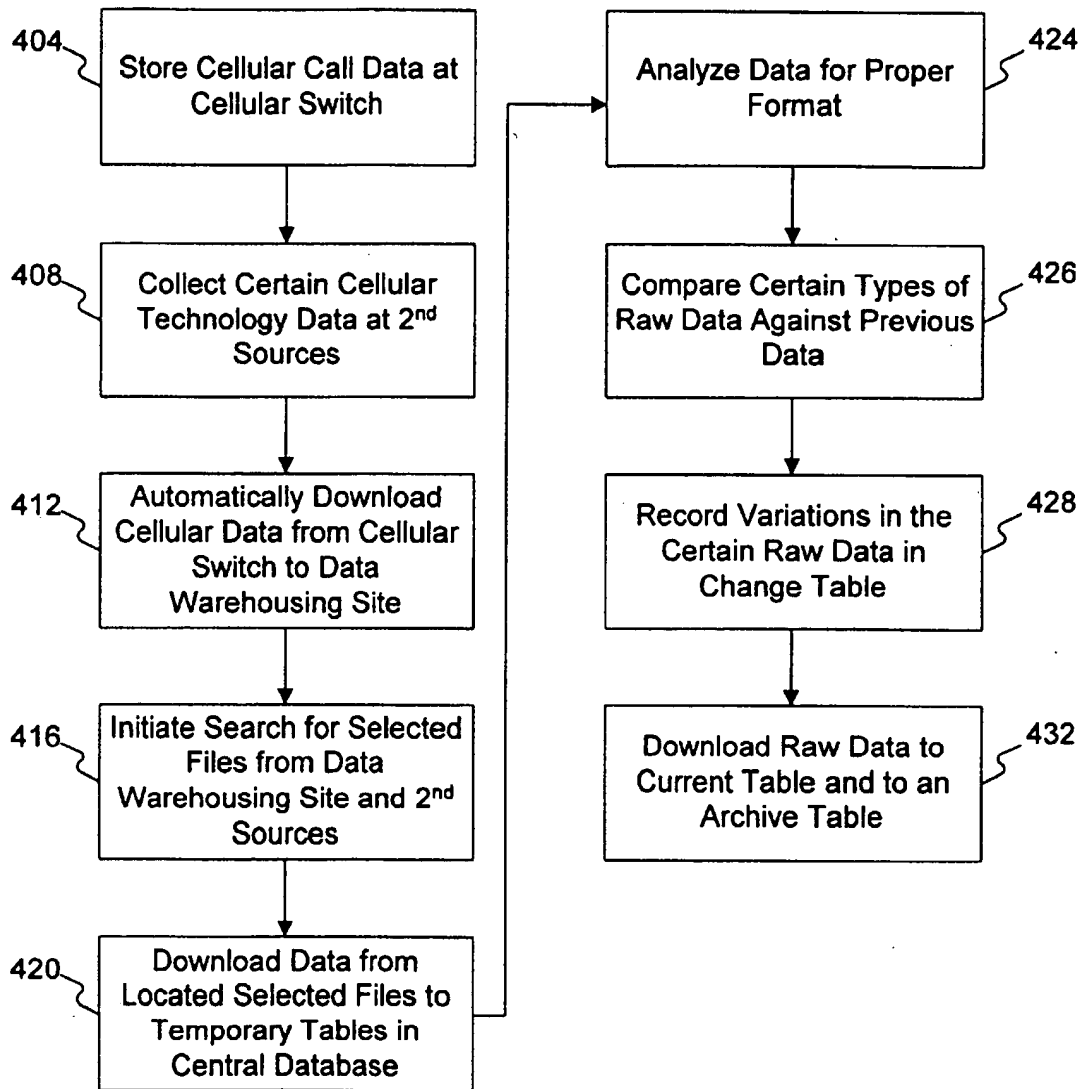 404
Store Cellular Call Data at
Cellular Switch
408
Collect Certain Cellular
Technology Data at 2nd
Sources
412
Automatically Download
Cellular Data from Cellular
Switch to Data
Warehousing Site
416
Initiate Search for Selected
Files from Data
Warehousing Site and 2nd
Sources
420
Download Data from
Located Selected Files to
Temporary Tables in
Central Database
424
Analyze Data for Proper
Format
426
Compare Certain Types of
Raw Data Against Previous
Data
428
Record Variations in the
Certain Raw Data in
Change Table
432
Download Raw Data to
Current Table and to an
Archive Table